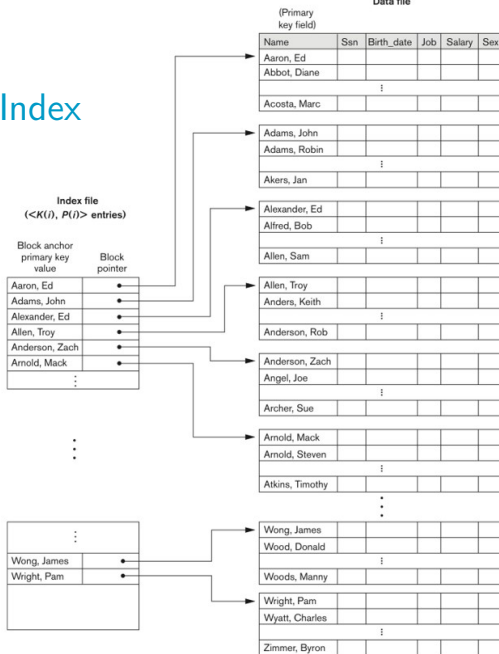 Data file
(Primary
key field)
Name Ssn Birth_date Job Salary Sex
Aaron, Ed
Abbot, Diane
⋮
Acosta, Marc
Index
Adams, John
Adams, Robin
⋮
Akers, Jan
Index file
(<K(i), P(i)> entries)
Block anchor
primary key
value
Block
pointer
Aaron, Ed
Adams, John
Alexander, Ed
Allen, Troy
Anderson, Zach
Arnold, Mack
⋮
Alexander, Ed
Alfred, Bob
⋮
Allen, Sam
Allen, Troy
Anders, Keith
⋮
Anderson, Rob
Anderson, Zach
Angel, Joe
⋮
Archer, Sue
Arnold, Mack
Arnold, Steven
⋮
Atkins, Timothy
⋮
⋮
⋮
Wong, James
Wright, Pam
Wong, James
Wood, Donald
⋮
Woods, Manny
Wright, Pam
Wyatt, Charles
⋮
Zimmer, Byron